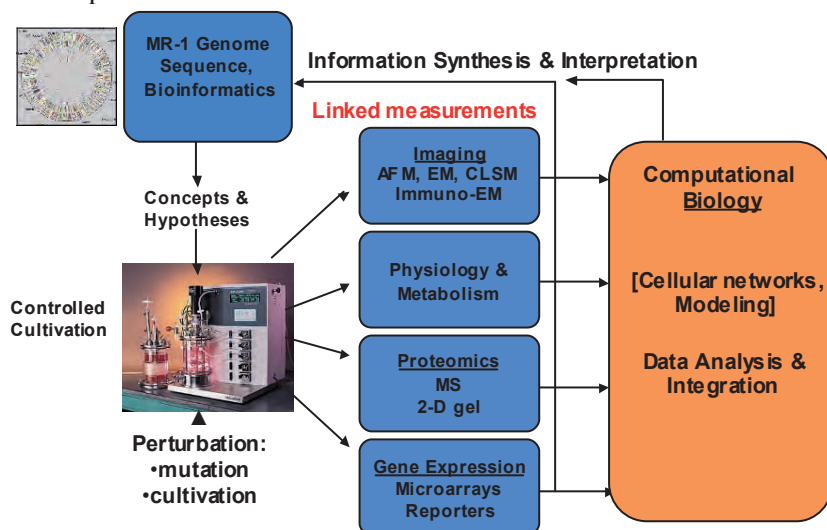 MR-1 Genome
Sequence,
Bioinformatics
Information Synthesis & Interpretation
Linked measurements
Imaging
AFM, EM, CLSM
Immuno-EM
Concepts &
Hypotheses
Physiology &
Metabolism
Controlled
Cultivation
Proteomics
MS
2-D gel
Perturbation:
•mutation
•cultivation
Gene Expression
Microarrays
Reporters
Computational
Biology
[Cellular networks,
Modeling]
Data Analysis &
Integration